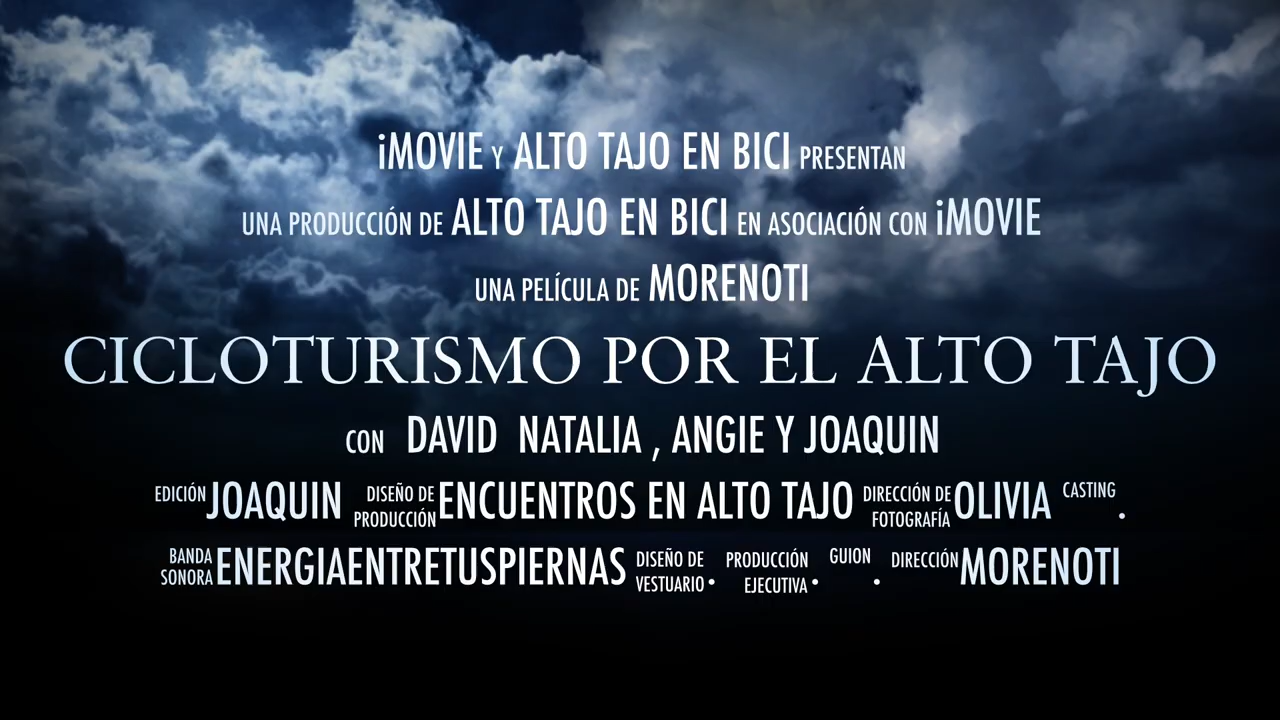 iMOVIE Y ALTO TAJO EN BICI PRESENTAN
UNA PRODUCCIÓN DE ALTO TAJO EN BICI EN ASOCIACIÓN CON iMOVIE
UNA PELÍCULA DE MORENOTI
CICLOTURISMO POR EL ALTO TAJO
CON DAVID NATALIA , ANGIE Y JOAQUIN
EDICIÓN JOAQUIN DISEÑO DE PRODUCCIÓN ENCUENTROS EN ALTO TAJO DIRECCIÓN DE FOTOGRAFÍA OLIVIA CASTING .
BANDA SONORA ENERGIAENTRETUSPIERNAS DISEÑO DE VESTUARIO . PRODUCCIÓN EJECUTIVA . GUION . DIRECCIÓN MORENOTI